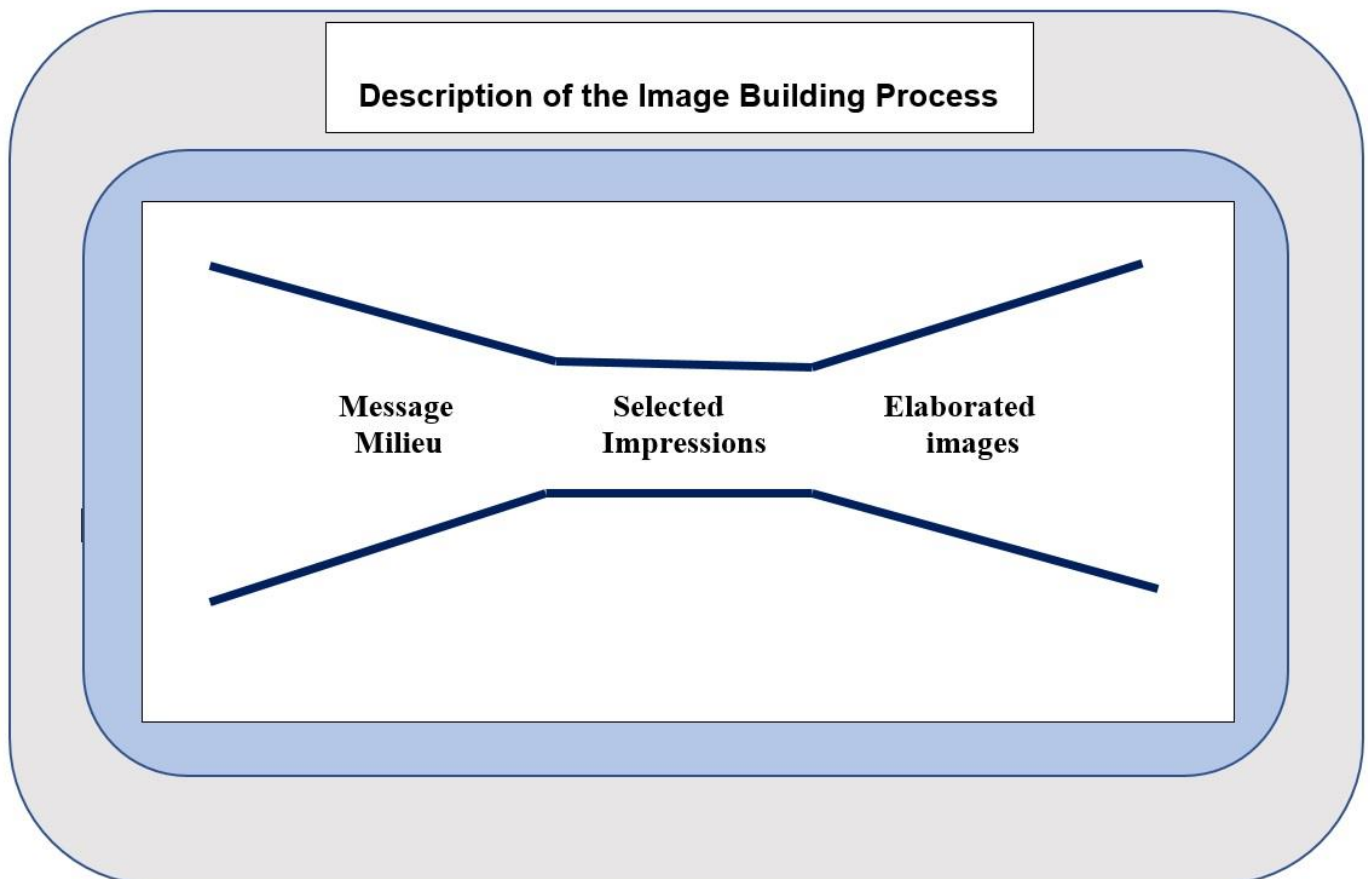 Description of the Image Building Process
Message Selected Elaborated
Milieu Impressions images